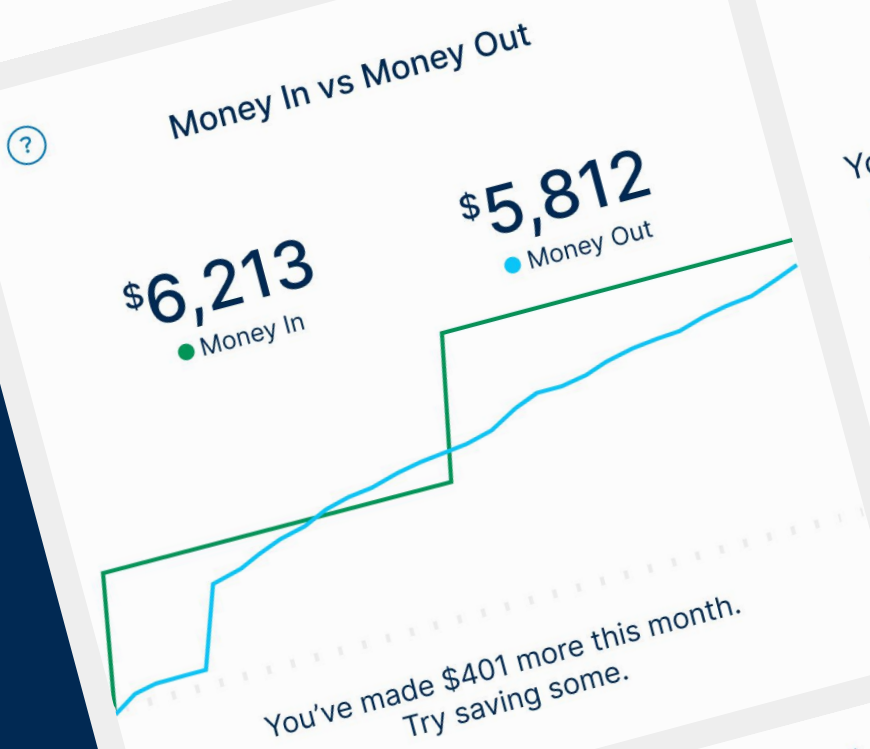 Money In vs Money Out
?
$6,213
Money In
$5,812
Money Out
You've made $401 more this month.
Try saving some.